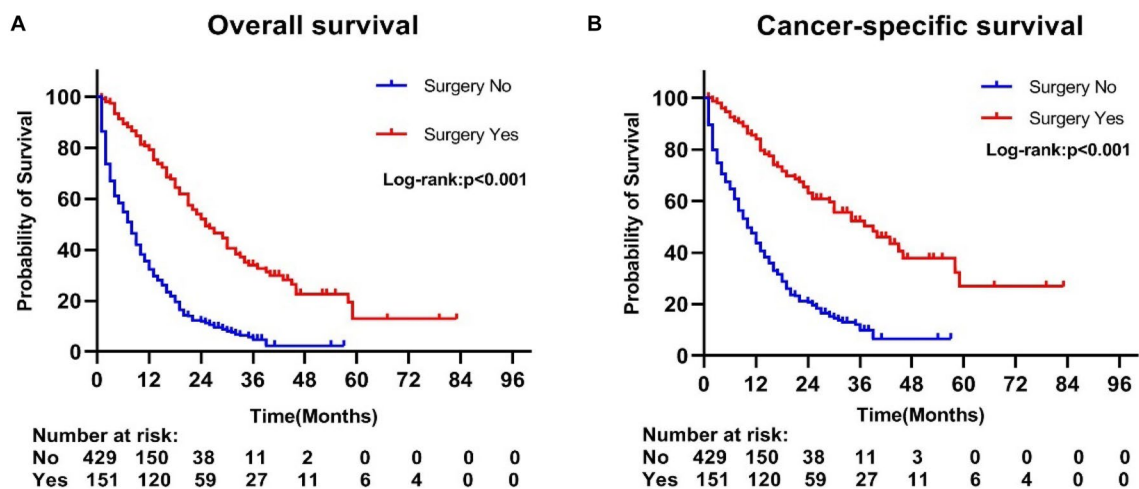 A
Overall survival
Probability of Survival
100
80
60
40
20
0
Surgery No
Surgery Yes
Log-rank:p<0.001
0 12 24 36 48 60 72 84 96
Time(Months)
Number at risk:
No 429 150 38 11 2 0 0 0 0
Yes 151 120 59 27 11 6 4 0 0
B
Cancer-specific survival
Probability of Survival
100
80
60
40
20
0
Surgery No
Surgery Yes
Log-rank:p<0.001
0 12 24 36 48 60 72 84 96
Time(Months)
Number at risk:
No 429 150 38 11 3 0 0 0 0
Yes 151 120 59 27 11 6 4 0 0